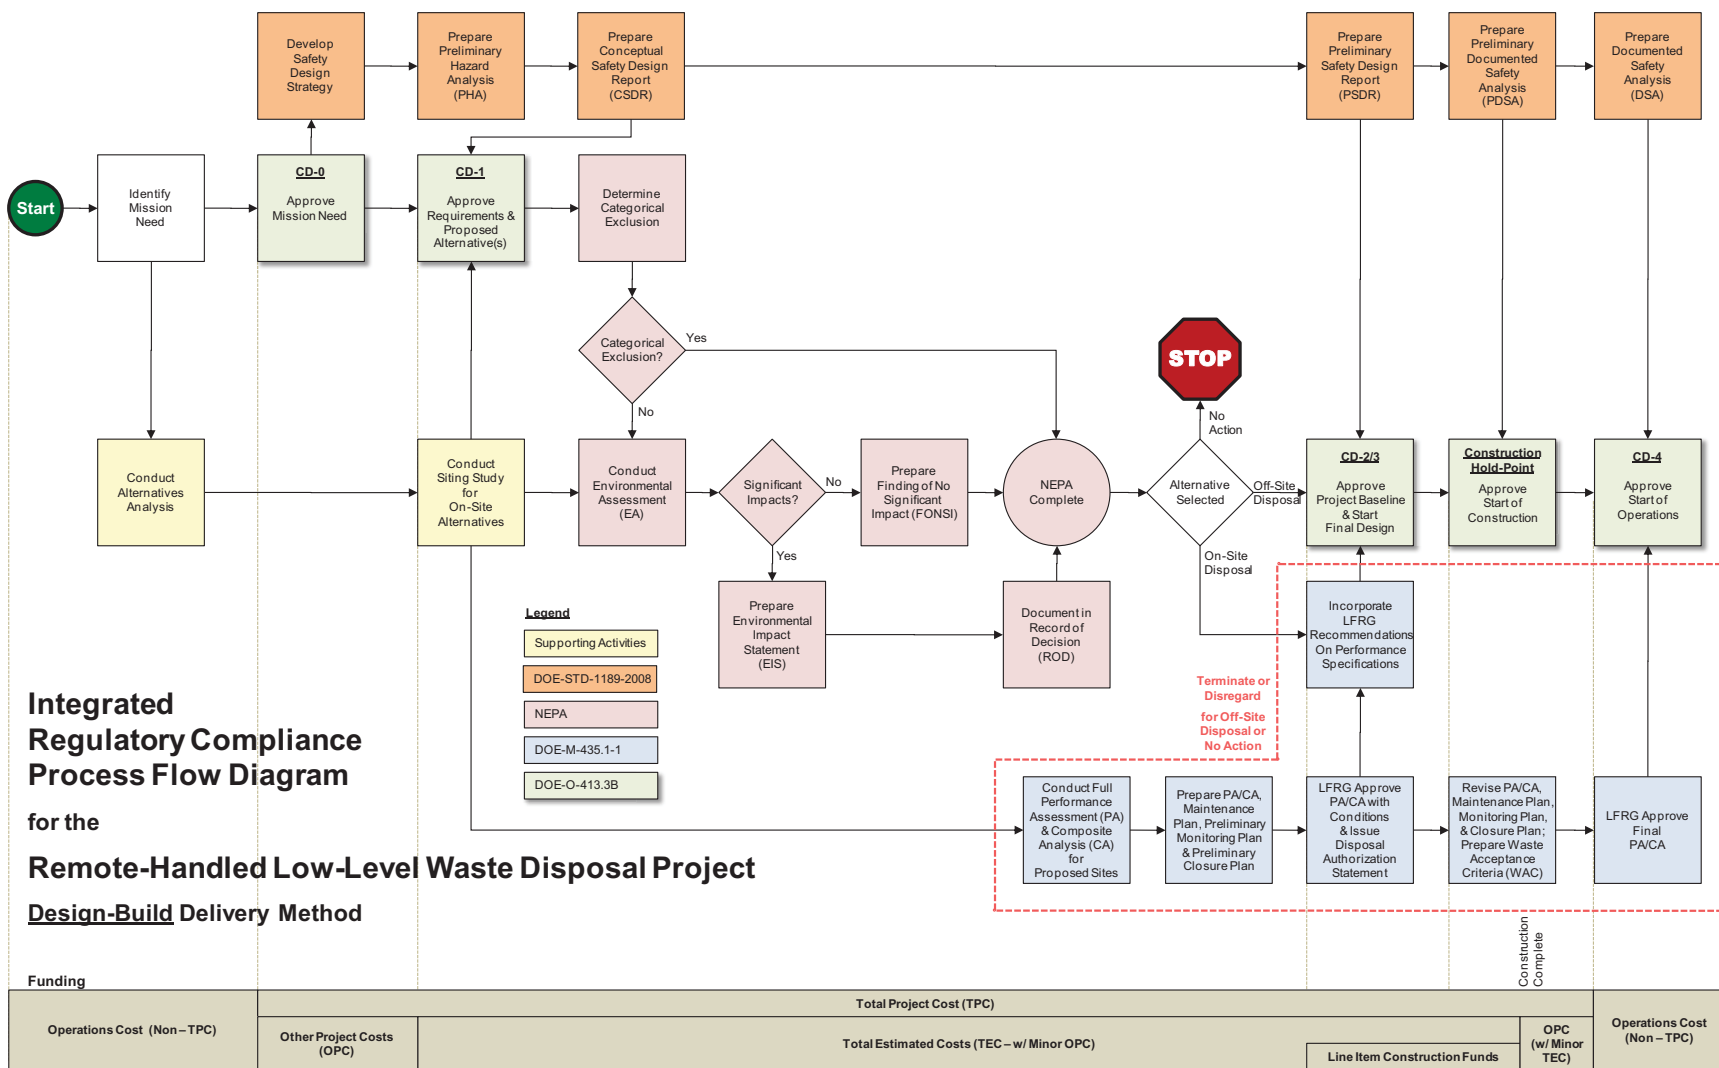 Develop
Safety
Design
Strategy
Prepare
Preliminary
Hazard
Analysis
(PHA)
Prepare
Conceptual
Safety Design
Report
(CSDR)
Prepare
Preliminary
Safety Design
Report
(PSDR)
Prepare
Preliminary
Documented
Safety
Analysis
(PDSA)
Prepare
Documented
Safety
Analysis
(DSA)
Start
Identify
Mission
Need
CD-0
Approve
Mission Need
CD-1
Approve
Requirements &
Proposed
Alternative(s)
Determine
Categorical
Exclusion
Categorical
Exclusion?
Yes
No
STOP
No
Action
Conduct
Alternatives
Analysis
Conduct
Siting Study
for
On-Site
Alternatives
Conduct
Environmental
Assessment
(EA)
Significant
Impacts?
No
Yes
Prepare
Finding of No
Significant
Impact (FONSI)
NEPA
Complete
Alternative
Selected
Off-Site
Disposal
On-Site
Disposal
CD-2/3
Approve
Project Baseline
& Start
Final Design
Construction
Hold-Point
Approve
Start of
Construction
CD-4
Approve
Start of
Operations
Prepare
Environmental
Impact
Statement
(EIS)
Document in
Record of
Decision
(ROD)
Incorporate
LFRG
Recommendations
On Performance
Specifications
Legend
Supporting Activities
DOE-STD-1189-2008
NEPA
DOE-M-435.1-1
DOE-O-413.3B
Terminate or
Disregard
for Off-Site
Disposal or
No Action
Integrated
Regulatory Compliance
Process Flow Diagram
for the
Remote-Handled Low-Level Waste Disposal Project
Design-Build Delivery Method
Conduct Full
Performance
Assessment (PA)
& Composite
Analysis (CA) for
Proposed Sites
Prepare PA/CA,
Maintenance
Plan, Preliminary
Monitoring Plan
& Preliminary
Closure Plan
LFRG Approve
PA/CA with
Conditions
& Issue
Disposal
Authorization
Statement
Revise PA/CA,
Maintenance Plan,
Monitoring Plan,
& Closure Plan;
Prepare Waste
Acceptance
Criteria (WAC)
LFRG Approve
Final
PA/CA
Construction
Complete
Funding
Operations Cost (Non – TPC)
Total Project Cost (TPC)
Other Project Costs
(OPC)
Total Estimated Costs (TEC – w/ Minor OPC)
Line Item Construction Funds
OPC
(w/ Minor
TEC)
Operations Cost
(Non – TPC)